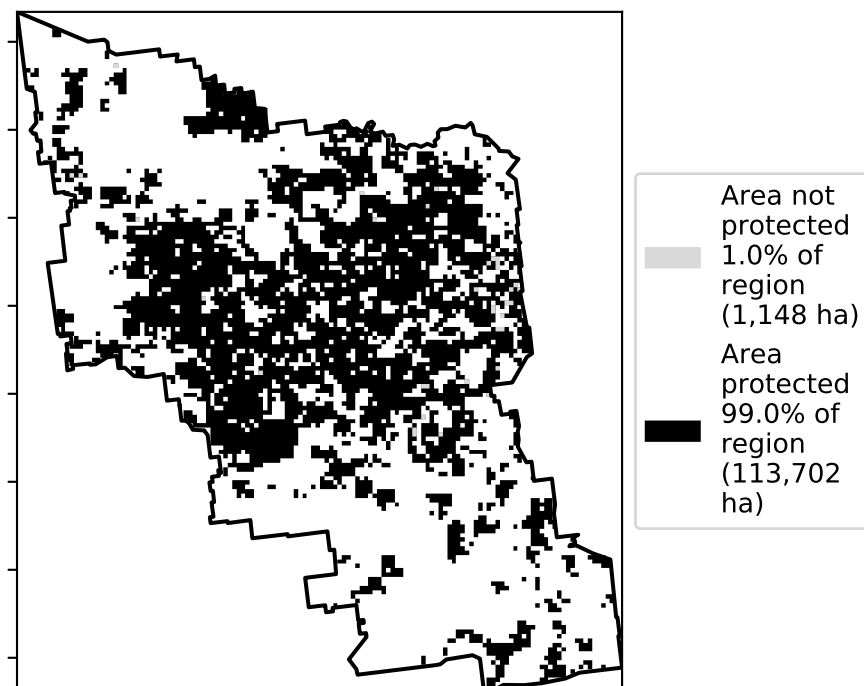 Area not
protected
1.0% of
region
(1,148 ha)
Area
protected
99.0% of
region
(113,702
ha)